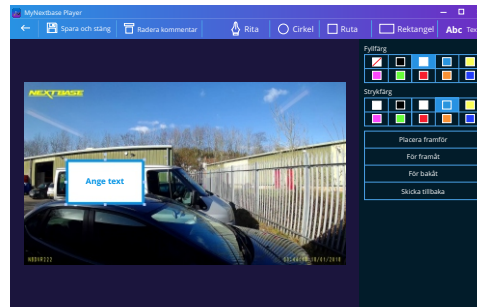 MyNextbase Player
Spara och stäng
Radera kommentar
Rita
Cirkel
Ruta
Rektangel
Abc
Fyllfärg
NEXTBASE
Strykfärg
Placera framför
För framåt
För bakåt
Skicka tillbaka
Ange text